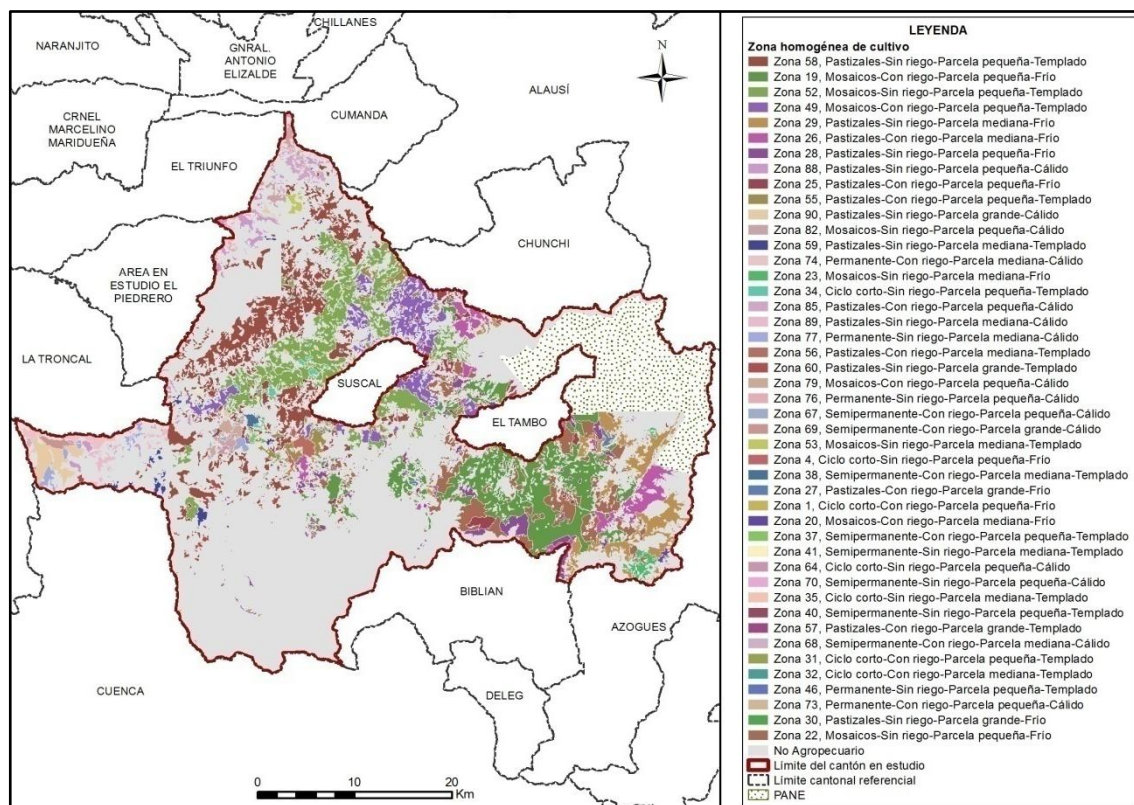 CHILLANES
NARANJITO
GNRAL.
ANTONIO
ELIZALDE
N
ALAUSÍ
CUMANDA
CRNEL
MARCELINO
MARIDUEÑA
EL TRIUNFO
CHUNCHI
AREA EN
ESTUDIO EL
PIEDRERO
LA TRONCAL
SUSCAL
EL TAMBO
BIBLIAN
AZOGUES
CUENCA
DELEG
0 10 20
Km
LEYENDA
Zona homogénea de cultivo
Zona 58, Pastizales-Sin riego-Parcela pequeña-Templado
Zona 19, Mosaicos-Con riego-Parcela pequeña-Frío
Zona 52, Mosaicos-Sin riego-Parcela pequeña-Templado
Zona 49, Mosaicos-Con riego-Parcela pequeña-Templado
Zona 29, Pastizales-Sin riego-Parcela mediana-Frío
Zona 26, Pastizales-Con riego-Parcela mediana-Frío
Zona 28, Pastizales-Sin riego-Parcela pequeña-Frío
Zona 88, Pastizales-Sin riego-Parcela pequeña-Cálido
Zona 25, Pastizales-Con riego-Parcela pequeña-Frío
Zona 55, Pastizales-Con riego-Parcela pequeña-Templado
Zona 90, Pastizales-Sin riego-Parcela grande-Cálido
Zona 82, Mosaicos-Sin riego-Parcela pequeña-Cálido
Zona 59, Pastizales-Sin riego-Parcela mediana-Templado
Zona 74, Permanente-Con riego-Parcela mediana-Cálido
Zona 23, Mosaicos-Sin riego-Parcela mediana-Frío
Zona 34, Ciclo corto-Sin riego-Parcela pequeña-Templado
Zona 85, Pastizales-Con riego-Parcela pequeña-Cálido
Zona 89, Pastizales-Sin riego-Parcela mediana-Cálido
Zona 77, Permanente-Sin riego-Parcela mediana-Cálido
Zona 56, Pastizales-Con riego-Parcela mediana-Templado
Zona 60, Pastizales-Sin riego-Parcela grande-Templado
Zona 79, Mosaicos-Con riego-Parcela pequeña-Cálido
Zona 76, Permanente-Sin riego-Parcela pequeña-Cálido
Zona 67, Semipermanente-Con riego-Parcela pequeña-Cálido
Zona 69, Semipermanente-Con riego-Parcela grande-Cálido
Zona 53, Mosaicos-Sin riego-Parcela mediana-Templado
Zona 4, Ciclo corto-Sin riego-Parcela pequeña-Frío
Zona 38, Semipermanente-Con riego-Parcela mediana-Templado
Zona 27, Pastizales-Con riego-Parcela grande-Frío
Zona 1, Ciclo corto-Con riego-Parcela pequeña-Frío
Zona 20, Mosaicos-Con riego-Parcela mediana-Frío
Zona 37, Semipermanente-Con riego-Parcela pequeña-Templado
Zona 41, Semipermanente-Sin riego-Parcela mediana-Templado
Zona 64, Ciclo corto-Sin riego-Parcela pequeña-Cálido
Zona 70, Semipermanente-Sin riego-Parcela pequeña-Cálido
Zona 35, Ciclo corto-Sin riego-Parcela mediana-Templado
Zona 40, Semipermanente-Sin riego-Parcela pequeña-Templado
Zona 57, Pastizales-Con riego-Parcela grande-Templado
Zona 68, Semipermanente-Con riego-Parcela mediana-Cálido
Zona 31, Ciclo corto-Con riego-Parcela pequeña-Templado
Zona 32, Ciclo corto-Con riego-Parcela mediana-Templado
Zona 46, Permanente-Sin riego-Parcela pequeña-Templado
Zona 73, Permanente-Con riego-Parcela pequeña-Cálido
Zona 30, Pastizales-Sin riego-Parcela grande-Frío
Zona 22, Mosaicos-Sin riego-Parcela pequeña-Frío
No Agropecuario
Límite del cantón en estudio
Límite cantonal referencial
PANE